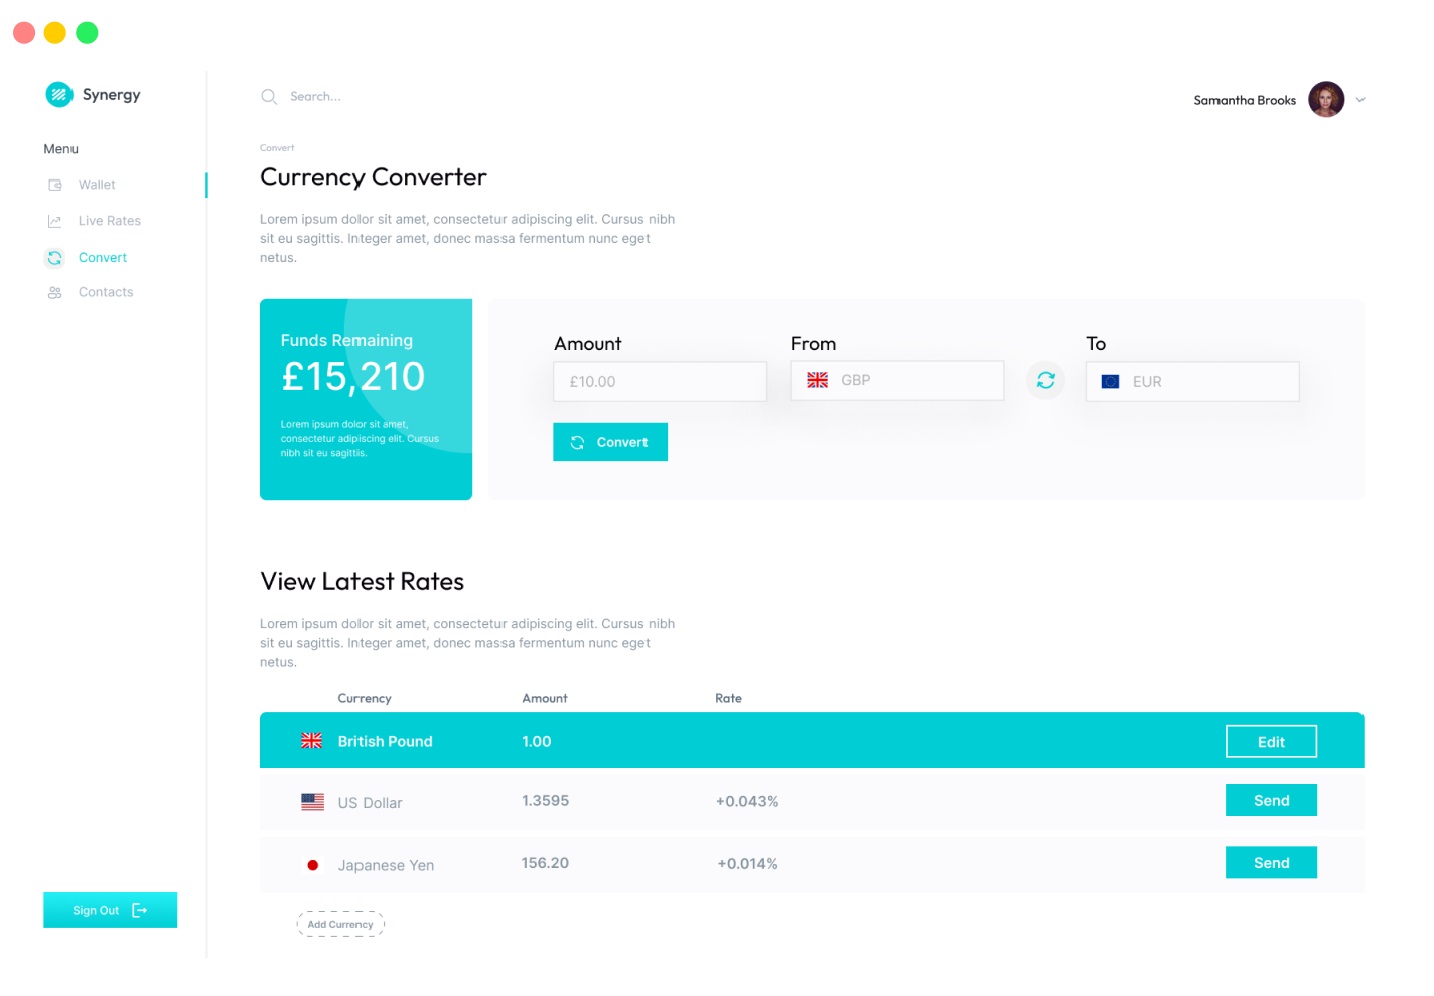 Synergy
Search...
Samantha Brooks
Menu
Wallet
Live Rates
Convert
Contacts
Sign Out
Convert
Currency Converter
Lorem ipsum dollor sit amet, consectetur adipiscing elit. Cursus nibh
sit eu sagittis. Integer amet, donec massa fermentum nunc eget
netus.
Funds Remaining
£15,210
Lorem ipsum dolor sit amet,
consectetur adipiscing elit. Cursus
nibh sit eu sagittiis.
Amount
From
To
£10.00
GBP
EUR
Convert
View Latest Rates
Lorem ipsum dollor sit amet, consectetur adipiscing elit. Cursus nibh
sit eu sagittis. Integer amet, donec massa fermentum nunc eget
netus.
Currency Amount Rate
British Pound 1.00 Edit
US Dollar 1.3595 +0.043% Send
Japanese Yen 156.20 +0.014% Send
Add Currency